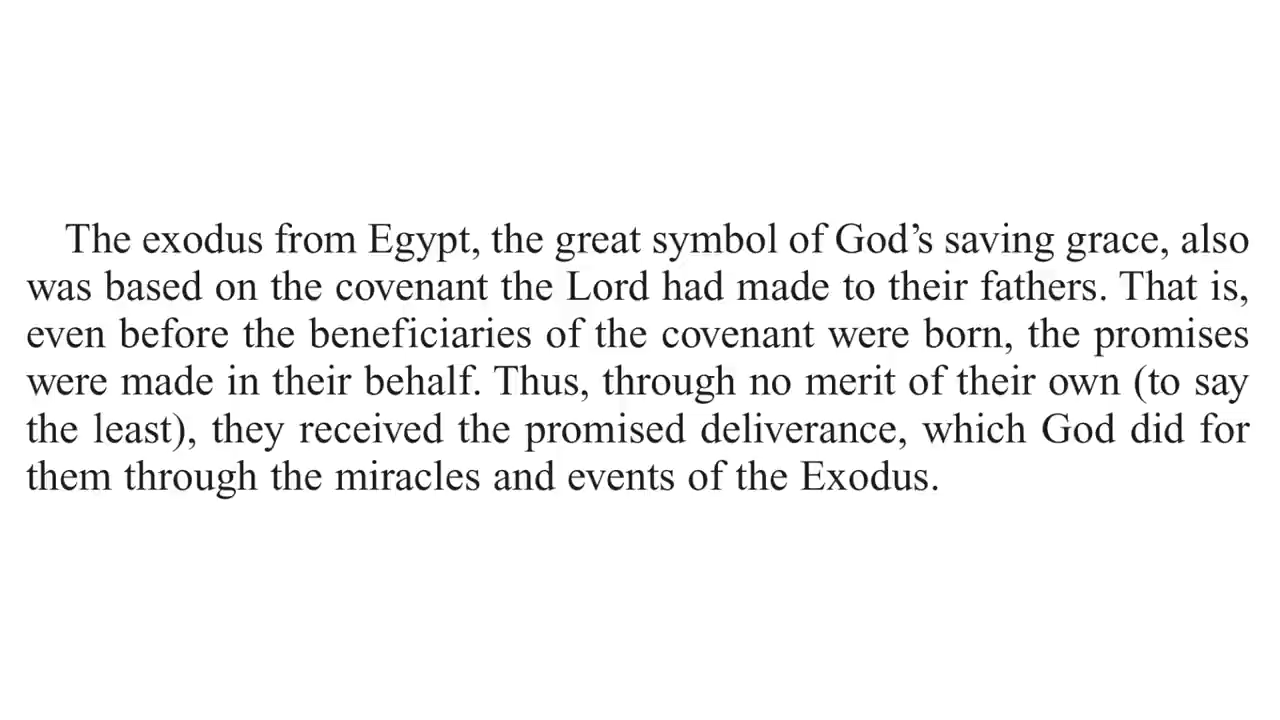 The exodus from Egypt, the great symbol of God’s saving grace, also
was based on the covenant the Lord had made to their fathers. That is,
even before the beneficiaries of the covenant were born, the promises
were made in their behalf. Thus, through no merit of their own (to say
the least), they received the promised deliverance, which God did for
them through the miracles and events of the Exodus.